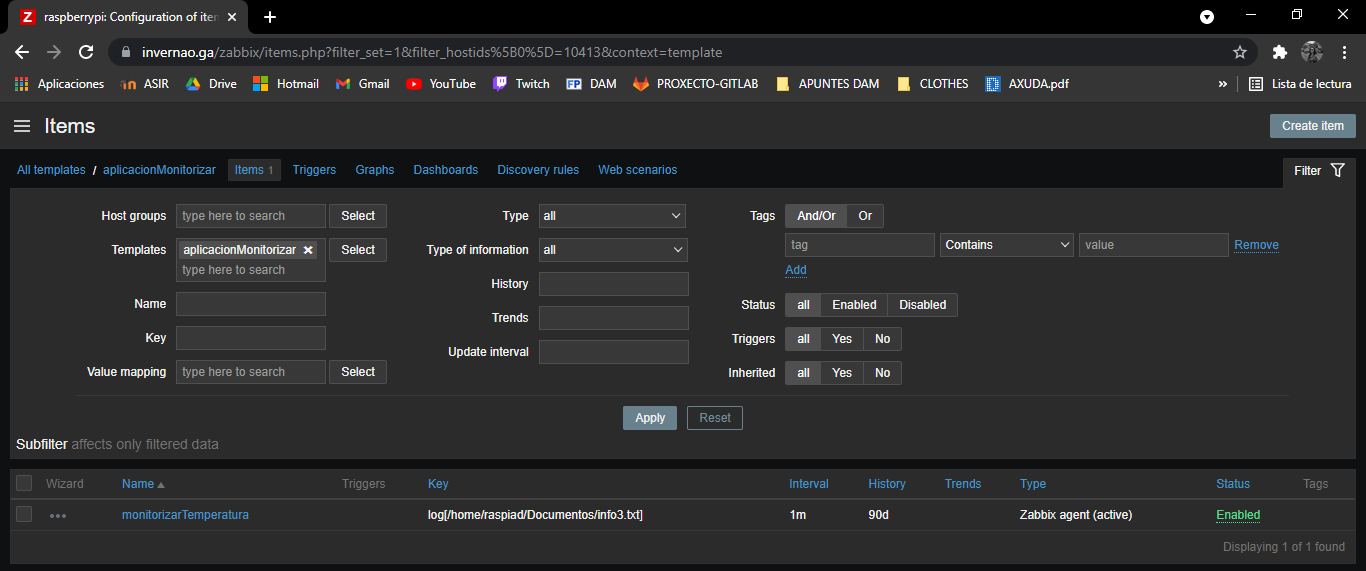 Z raspberrypi: Configuration of iten
invernao.ga/zabbix/items.php?filter_set=1&filter_hostids%5B0%5D=10413&context=template
Aplicaciones ASIR Drive Hotmail Gmail YouTube Twitch FP DAM PROXECTO-GITLAB APUNTES DAM CLOTHES AXUDA.pdf » Lista de lectura
Items Create item
All templates / aplicacionMonitorizar Items 1 Triggers Graphs Dashboards Discovery rules Web scenarios Filter
Host groups type here to search Select Type all Tags And/Or Or
Templates aplicacionMonitorizar Select Type of information all tag Contains value Remove
type here to search Add
History
Name Trends Status all Enabled Disabled
Key Update interval Triggers all Yes No
Value mapping type here to search Select Inherited all Yes No
Apply Reset
Subfilter affects only filtered data
Wizard Name Triggers Key Interval History Trends Type Status Tags
monitorizarTemperatura log[/home/raspiad/Documentos/info3.txt] 1m 90d Zabbix agent (active) Enabled
Displaying 1 of 1 found